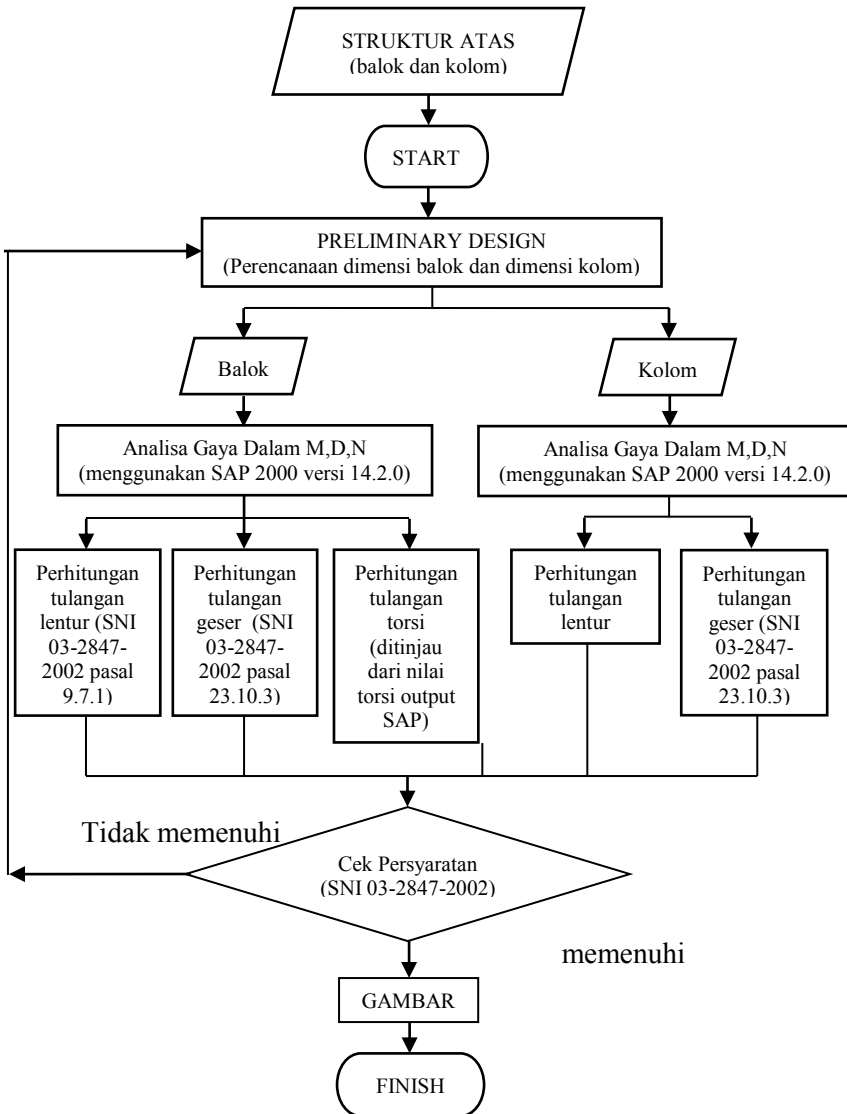 STRUKTUR ATAS
(balok dan kolom)
START
PRELIMINARY DESIGN
(Perencanaan dimensi balok dan dimensi kolom)
Balok
Kolom
Analisa Gaya Dalam M,D,N
(menggunakan SAP 2000 versi 14.2.0)
Analisa Gaya Dalam M,D,N
(menggunakan SAP 2000 versi 14.2.0)
Perhitungan
tulangan
lentur (SNI
03-2847-
2002 pasal
9.7.1)
Perhitungan
tulangan
geser (SNI
03-2847-
2002 pasal
23.10.3)
Perhitungan
tulangan
torsi
(ditinjau
dari nilai
torsi output
SAP)
Perhitungan
tulangan
lentur
Perhitungan
tulangan
geser (SNI
03-2847-
2002 pasal
23.10.3)
Tidak memenuhi
Cek Persyaratan
(SNI 03-2847-2002)
memenuhi
GAMBAR
FINISH